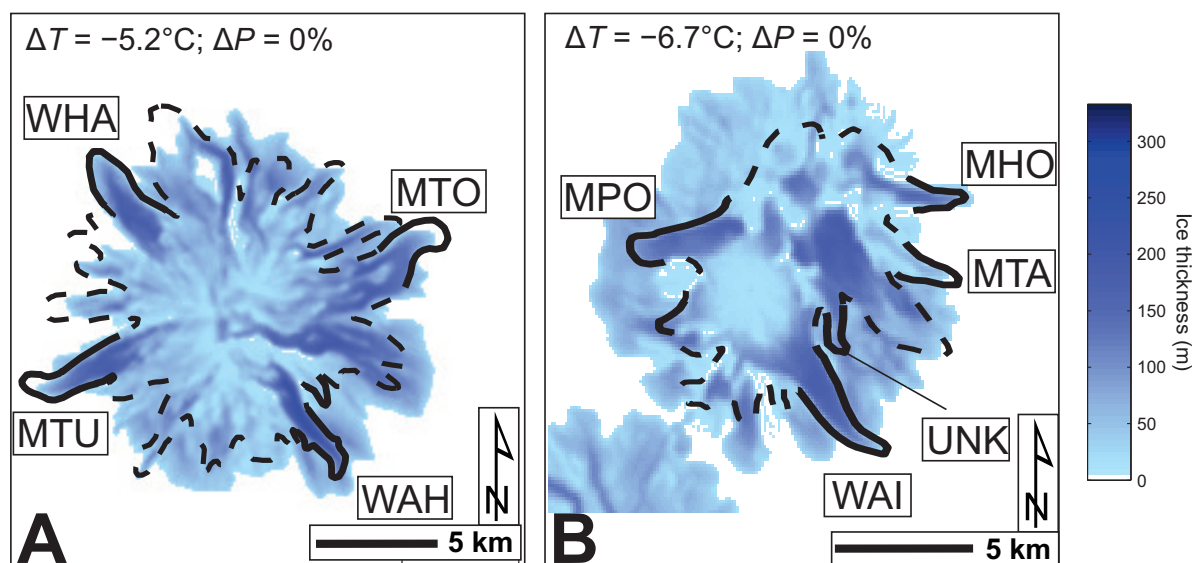 ΔT = −5.2°C; ΔP = 0%
WHA
MTO
MTU
WAH
N
A
5 km
ΔT = −6.7°C; ΔP = 0%
MHO
MPO
MTA
UNK
WAI
N
B
5 km
300
250
200
150
100
50
0
Ice thickness (m)